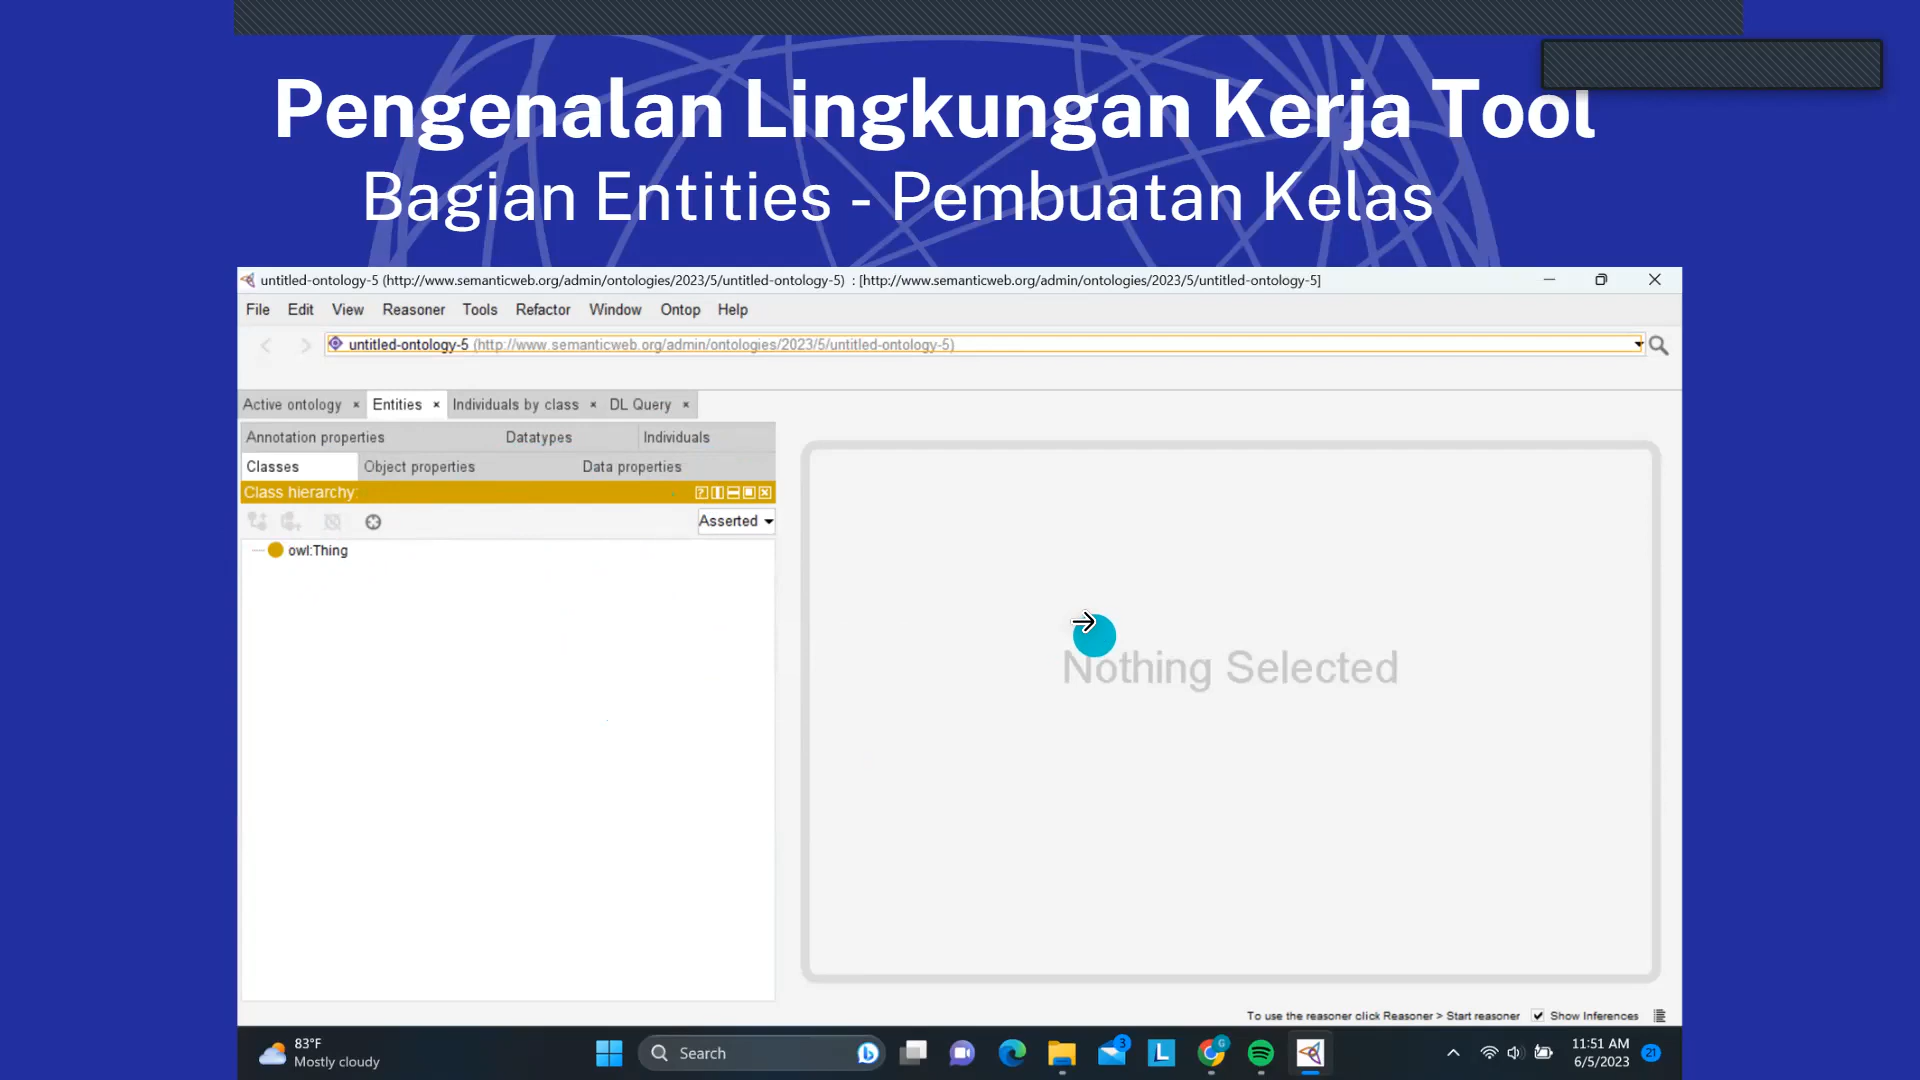 Pengenalan Lingkungan Kerja Tool
Bagian Entities - Pembuatan Kelas
untitled-ontology-5 (http://www.semanticweb.org/admin/ontologies/2023/5/untitled-ontology-5) : [http://www.semanticweb.org/admin/ontologies/2023/5/untitled-ontology-5]
File Edit View Reasoner Tools Refactor Window Ontop Help
untitled-ontology-5 (http://www.semanticweb.org/admin/ontologies/2023/5/untitled-ontology-5)
Active ontology × Entities × Individuals by class × DL Query ×
Annotation properties Datatypes Individuals
Classes Object properties Data properties
Class hierarchy:
Asserted
owl:Thing
Nothing Selected
To use the reasoner click Reasoner > Start reasoner Show Inferences
83°F
Mostly cloudy
Search
3
L
G
11:51 AM
6/5/2023
21